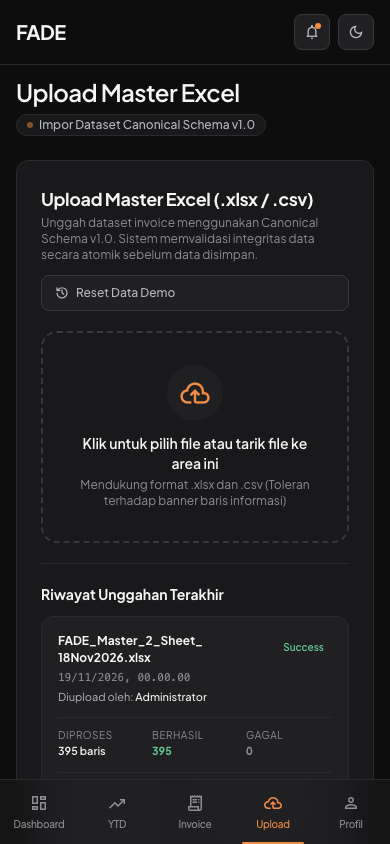 FADE
Upload Master Excel
Impor Dataset Canonical Schema v1.0
Upload Master Excel (.xlsx / .csv)
Unggah dataset invoice menggunakan Canonical
Schema v1.0. Sistem memvalidasi integritas data
secara atomik sebelum data disimpan.
Reset Data Demo
Klik untuk pilih file atau tarik file ke
area ini
Mendukung format .xlsx dan .csv (Toleran
terhadap banner baris informasi)
Riwayat Unggahan Terakhir
FADE_Master_2_Sheet_
18Nov2026.xlsx
Success
19/11/2026, 00.00.00
Diupload oleh: Administrator
DIPROSES BERHASIL GAGAL
395 baris 395 0
Dashboard YTD Invoice Upload Profil